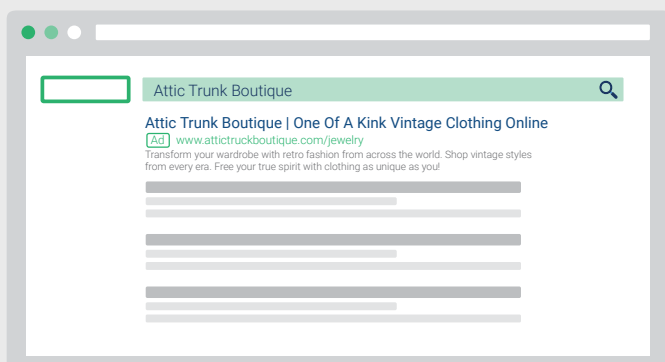 Attic Trunk Boutique
Attic Trunk Boutique | One Of A Kink Vintage Clothing Online
Ad www.attictruckboutique.com/jewelry
Transform your wardrobe with retro fashion from across the world. Shop vintage styles
from every era. Free your true spirit with clothing as unique as you!